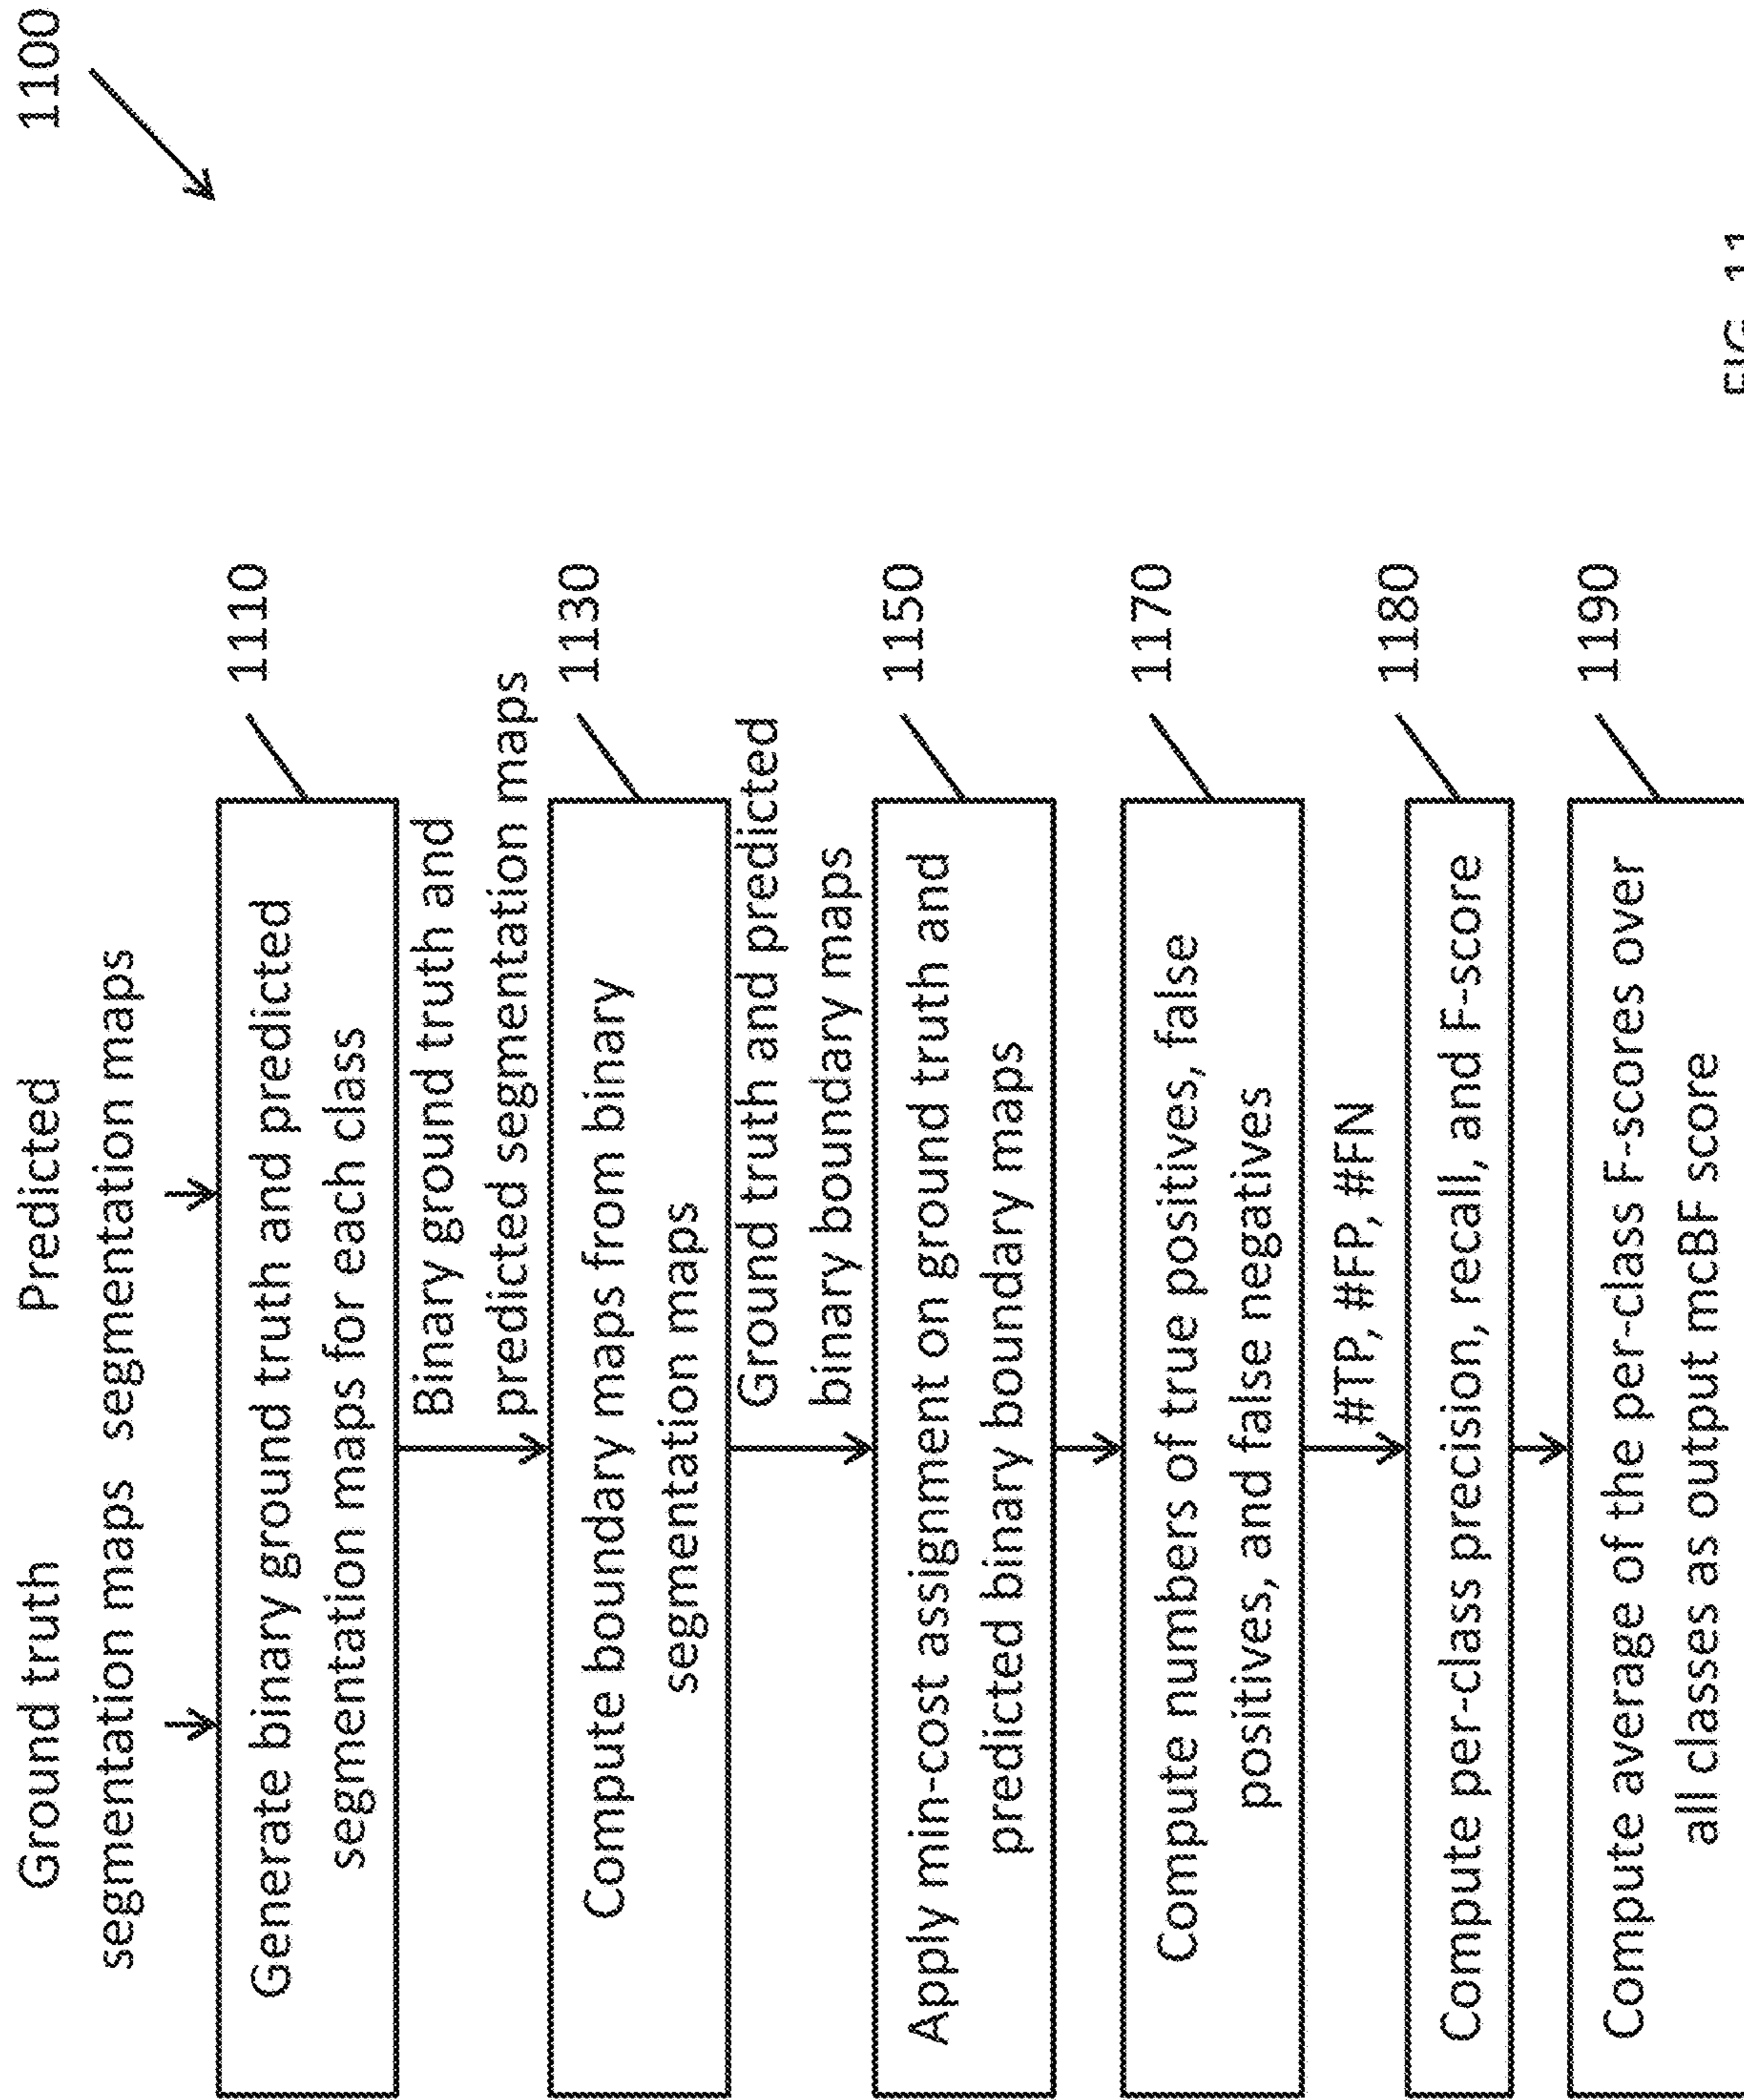 1100
Ground truth
segmentation maps
Predicted
segmentation maps
Generate binary ground truth and predicted
segmentation maps for each class
1110
Binary ground truth and
predicted segmentation maps
Compute boundary maps from binary
segmentation maps
1130
Ground truth and predicted
binary boundary maps
Apply min-cost assignment on ground truth and
predicted binary boundary maps
1150
Compute numbers of true positives, false
positives, and false negatives
1170
#TP, #FP, #FN
Compute per-class precision, recall, and F-score
1180
Compute average of the per-class F-scores over
all classes as output mcBF score
1190
FIG. 11